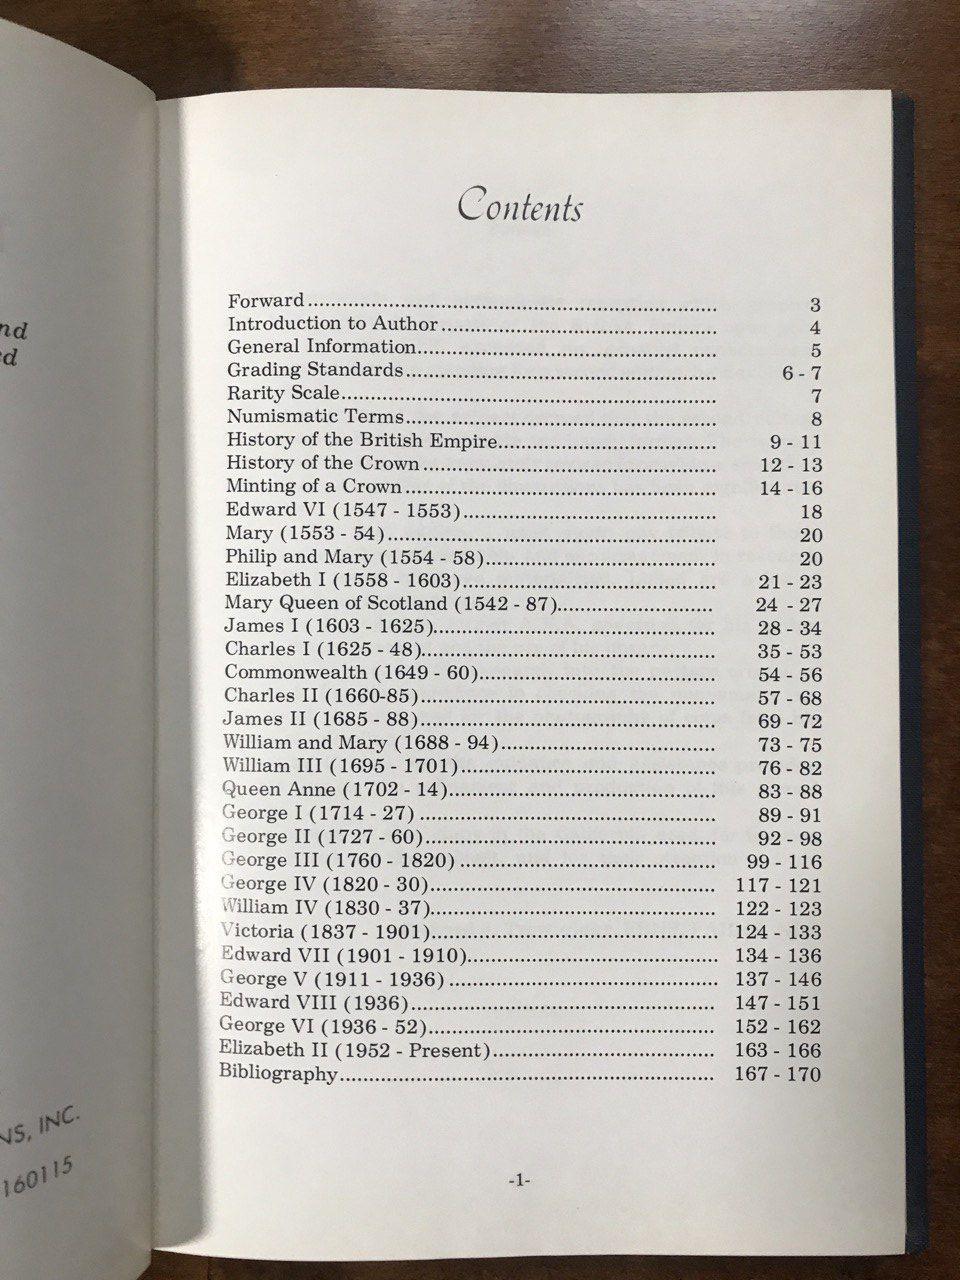 nd
d
NS, INC.
160115
Contents
Forward........................................................................ 3
Introduction to Author................................................ 4
General Information.................................................... 5
Grading Standards...................................................... 6 - 7
Rarity Scale................................................................. 7
Numismatic Terms...................................................... 8
History of the British Empire...................................... 9 - 11
History of the Crown................................................... 12 - 13
Minting of a Crown...................................................... 14 - 16
Edward VI (1547 - 1553)............................................ 18
Mary (1553 - 54)......................................................... 20
Philip and Mary (1554 - 58)........................................ 20
Elizabeth I (1558 - 1603)............................................ 21 - 23
Mary Queen of Scotland (1542 - 87)........................... 24 - 27
James I (1603 - 1625)................................................. 28 - 34
Charles I (1625 - 48)................................................... 35 - 53
Commonwealth (1649 - 60)......................................... 54 - 56
Charles II (1660-85).................................................... 57 - 68
James II (1685 - 88).................................................... 69 - 72
William and Mary (1688 - 94)..................................... 73 - 75
William III (1695 - 1701)............................................ 76 - 82
Queen Anne (1702 - 14).............................................. 83 - 88
George I (1714 - 27).................................................... 89 - 91
George II (1727 - 60)................................................... 92 - 98
George III (1760 - 1820)............................................. 99 - 116
George IV (1820 - 30).................................................. 117 - 121
William IV (1830 - 37)................................................. 122 - 123
Victoria (1837 - 1901)................................................. 124 - 133
Edward VII (1901 - 1910)........................................... 134 - 136
George V (1911 - 1936)............................................... 137 - 146
Edward VIII (1936)..................................................... 147 - 151
George VI (1936 - 52).................................................. 152 - 162
Elizabeth II (1952 - Present)....................................... 163 - 166
Bibliography................................................................ 167 - 170
-1-